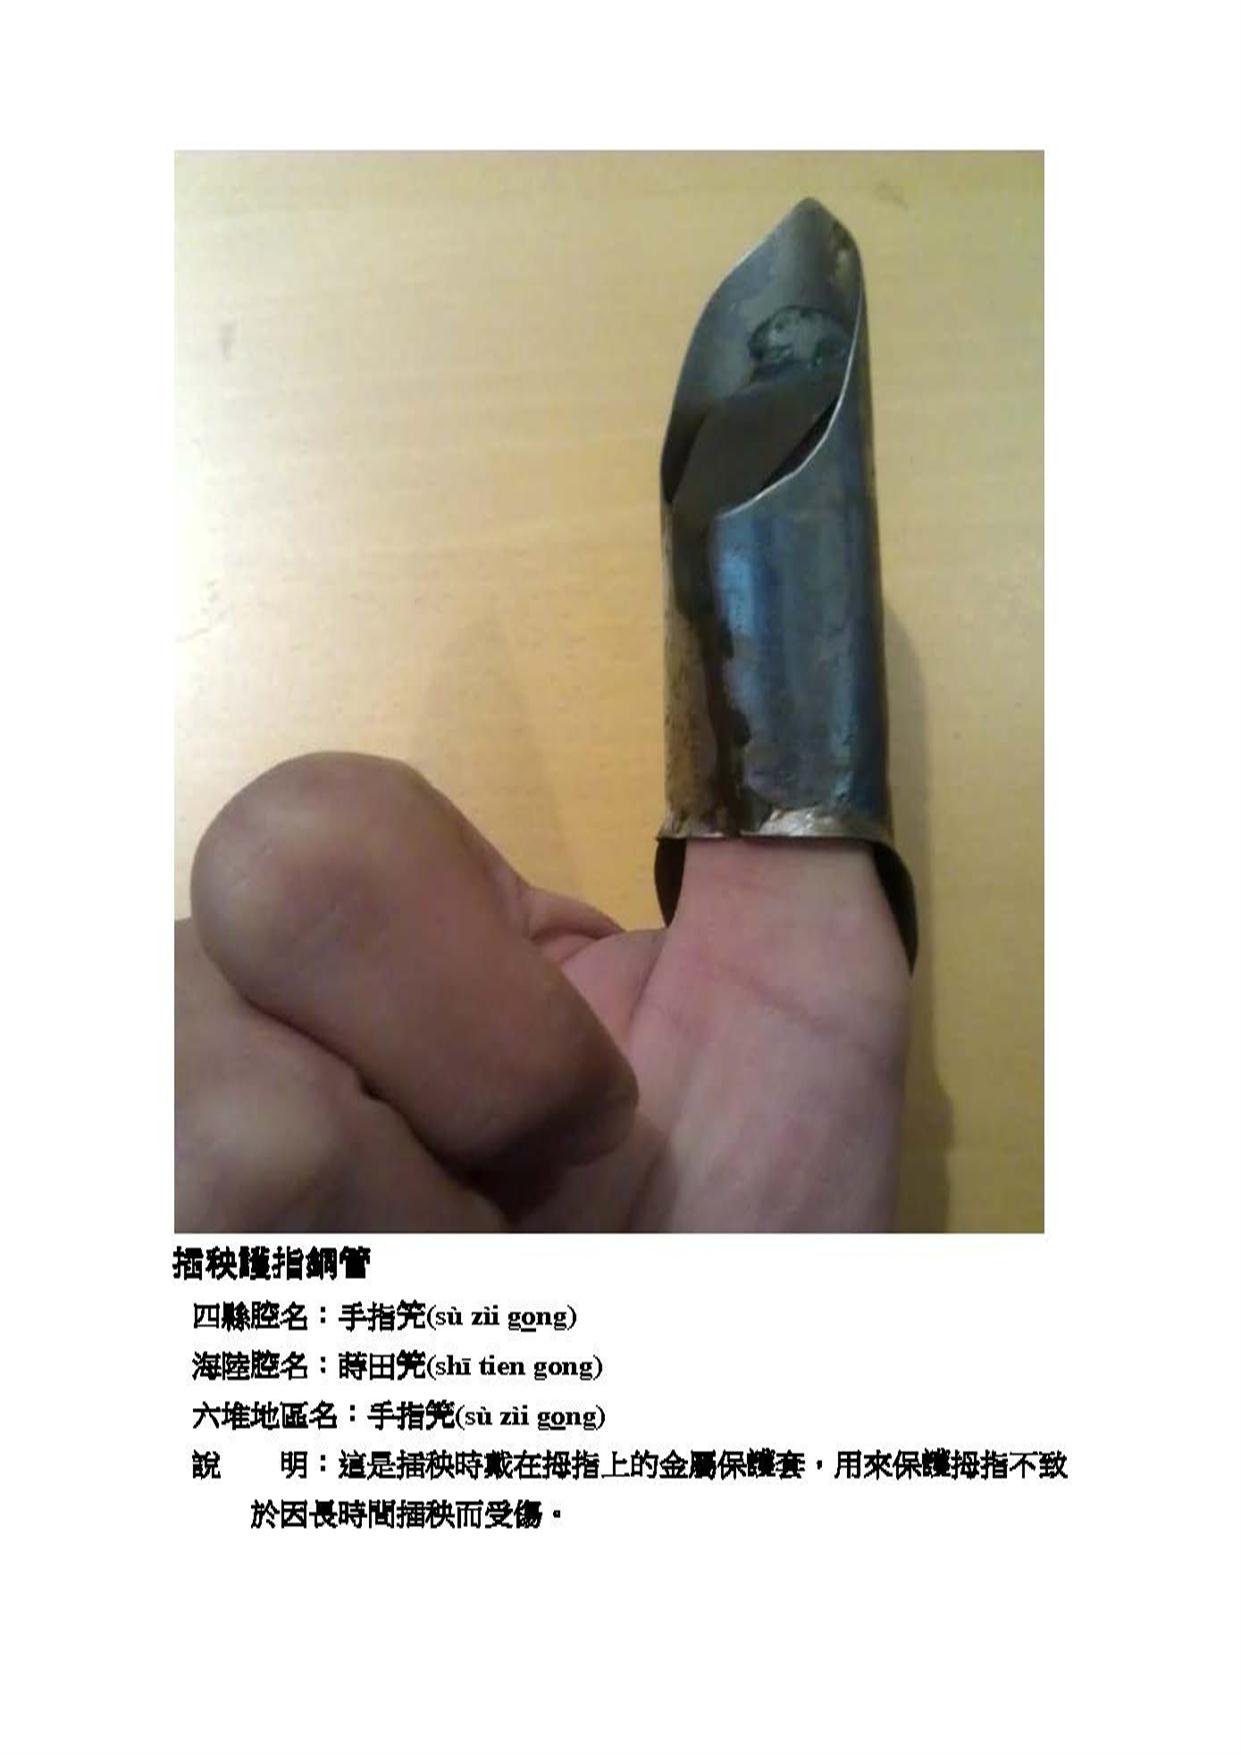 插秧護指鋼管
四縣腔名：手指筦(sù zìi gong)
海陸腔名：蒔田筦(shī tien gong)
六堆地區名：手指筦(sù zìi gong)
說　　明：這是插秧時戴在拇指上的金屬保護套，用來保護拇指不致
於因長時間插秧而受傷。